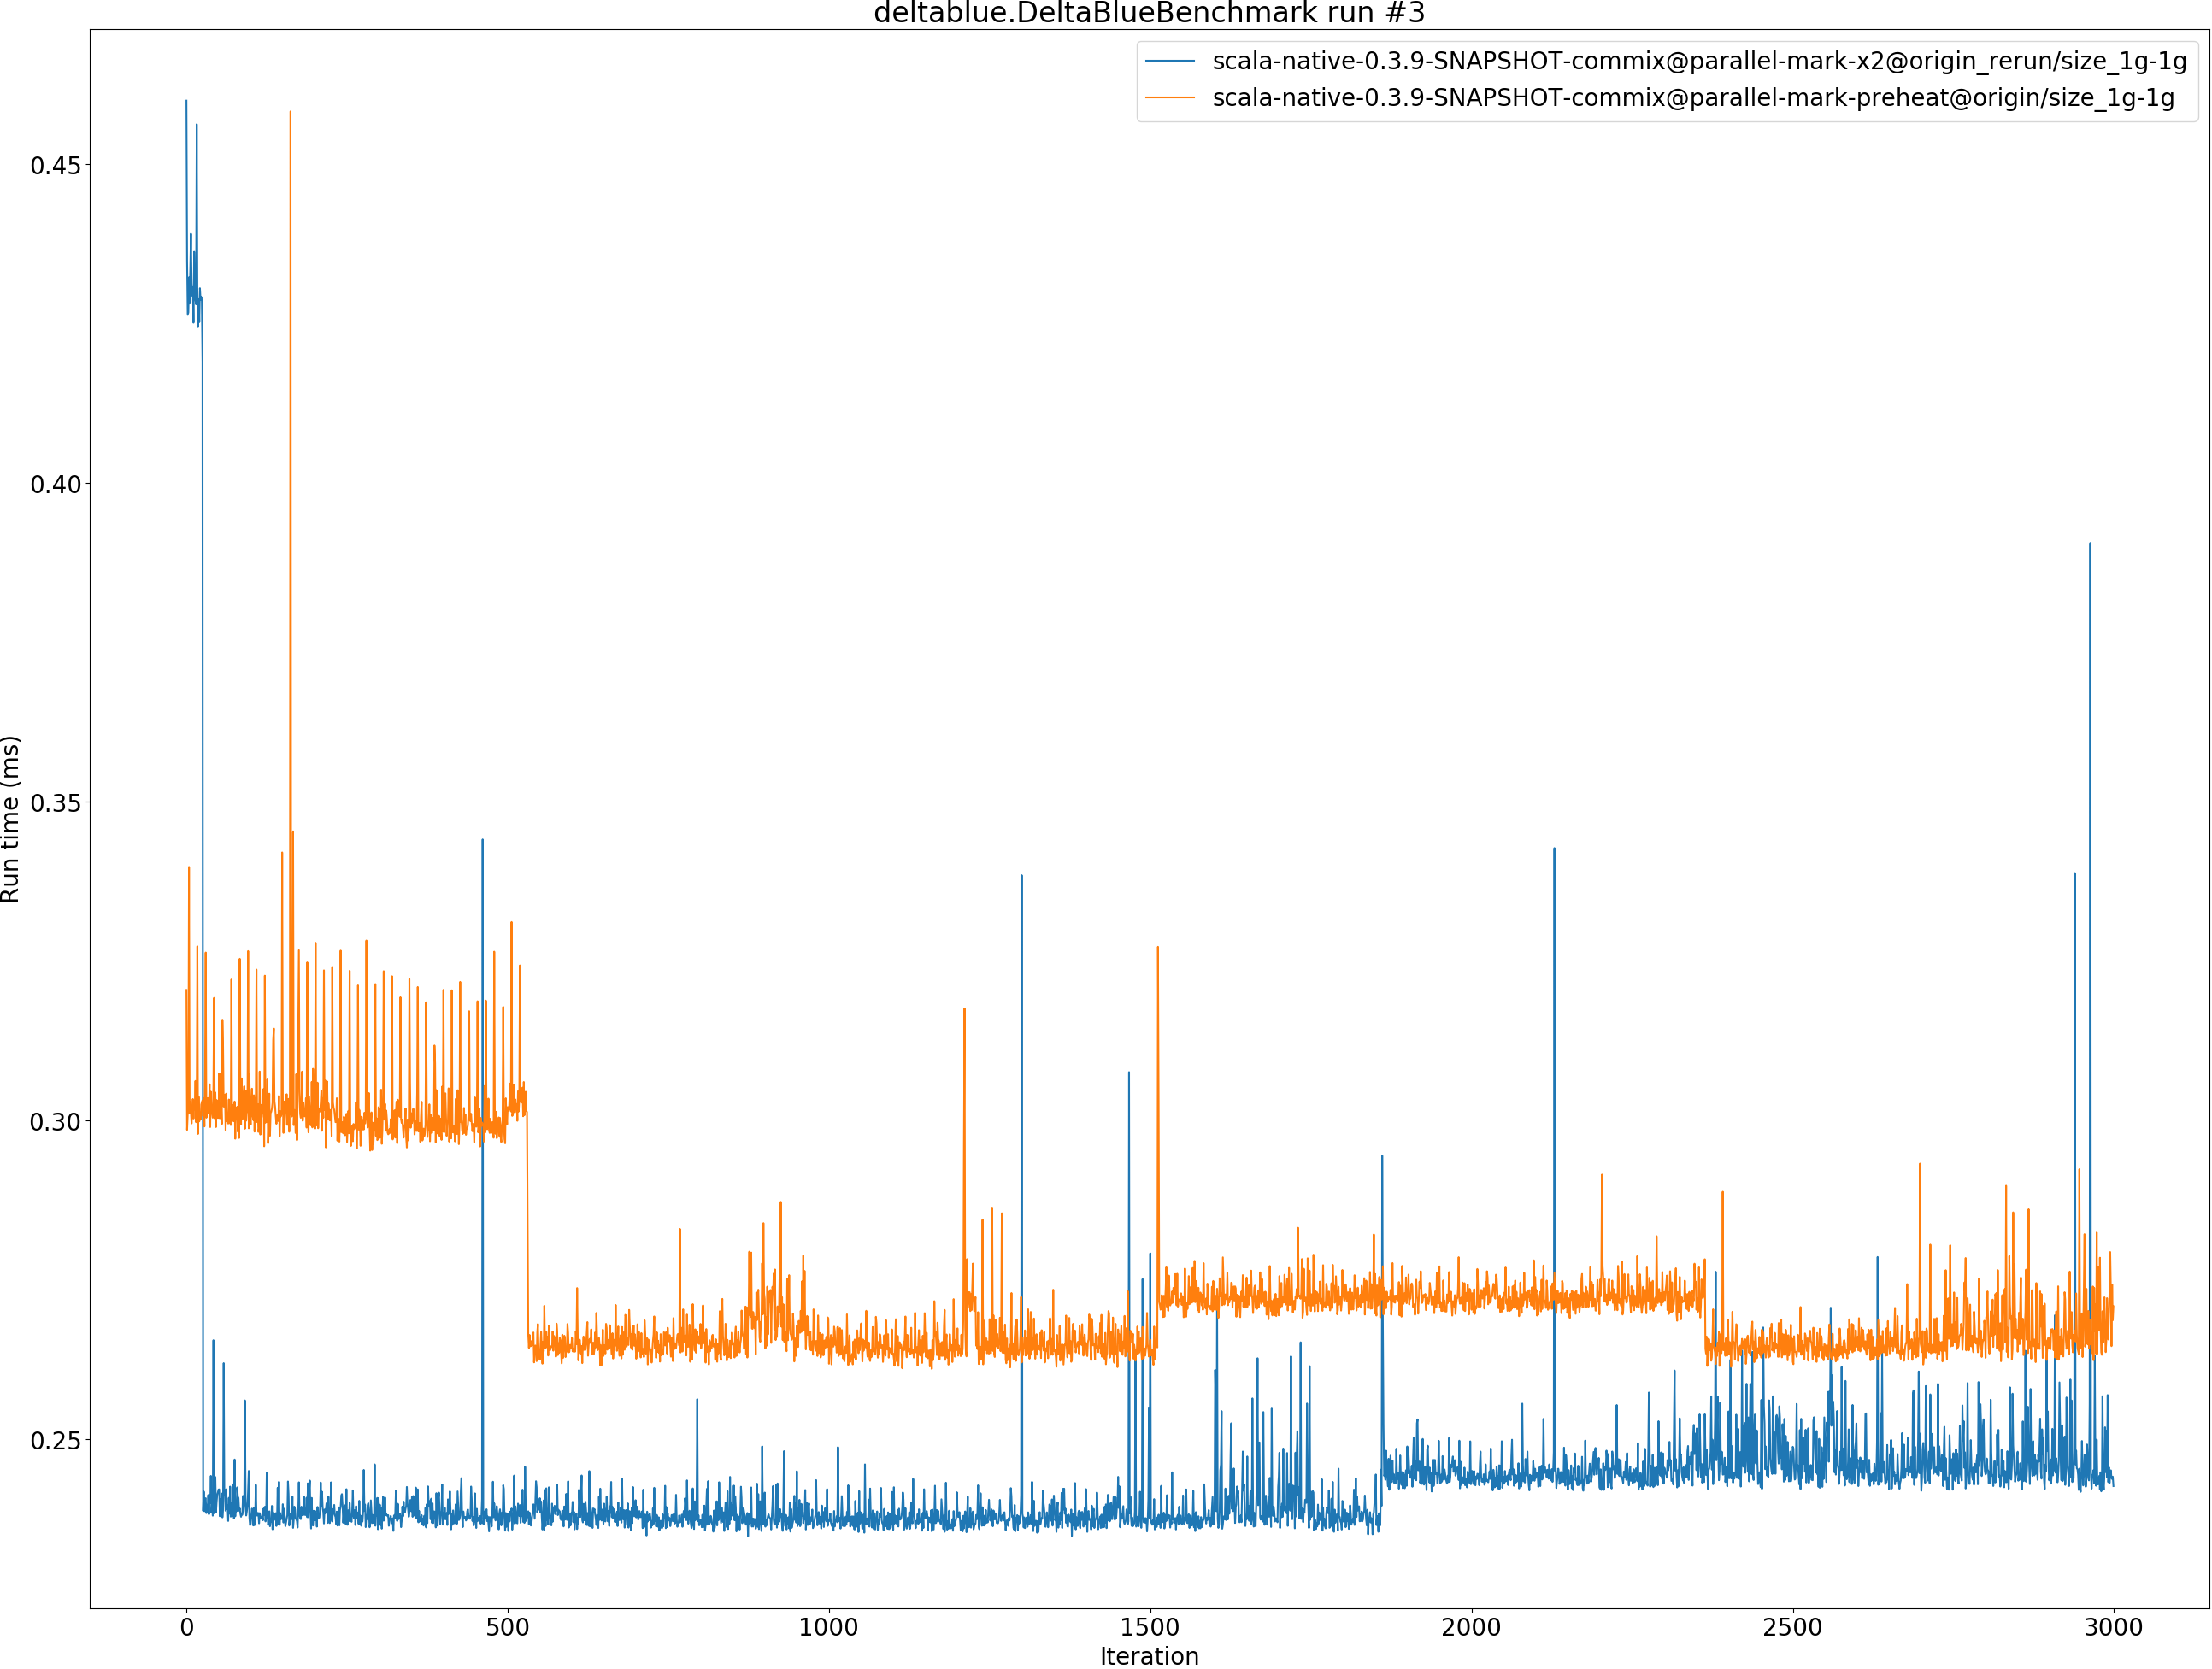 deltablue.DeltaBlueBenchmark run #3
scala-native-0.3.9-SNAPSHOT-commix@parallel-mark-x2@origin_rerun/size_1g-1g
scala-native-0.3.9-SNAPSHOT-commix@parallel-mark-preheat@origin/size_1g-1g
0.45
0.40
0.35
0.30
0.25
Run time (ms)
0 500 1000 1500 2000 2500 3000
Iteration